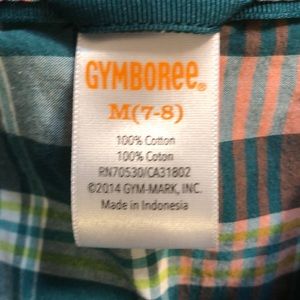 GYMBOREE®
M(7-8)
100% Cotton
100% Coton
RN70530/CA31802
©2014 GYM-MARK, INC.
Made in Indonesia